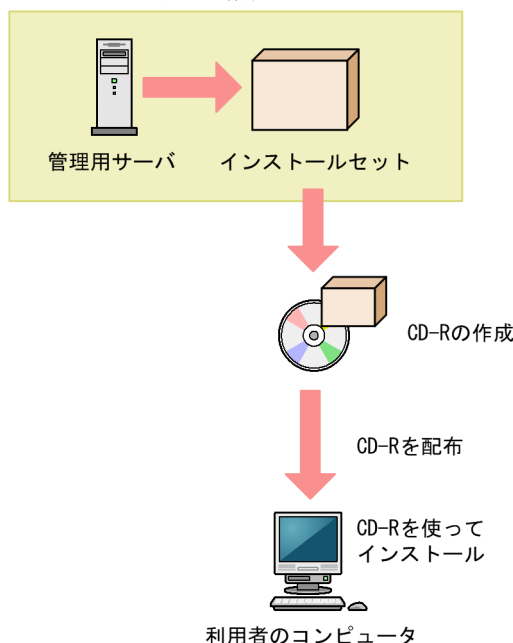 管理用サーバ
インストールセット
CD-Rの作成
CD-Rを配布
CD-Rを使って
インストール
利用者のコンピュータ